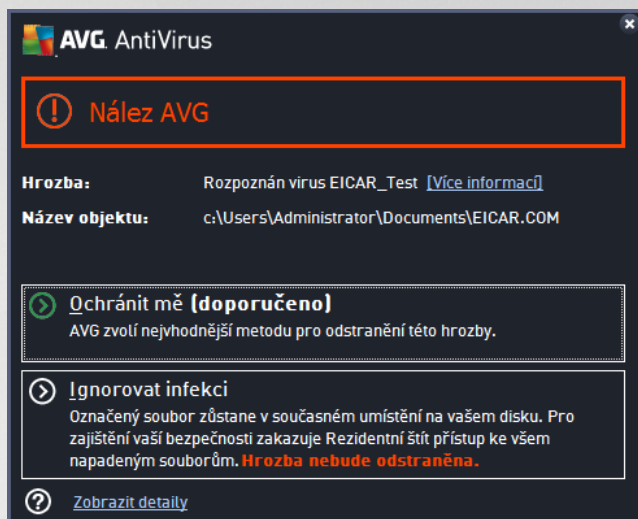 AVG. AntiVirus
Nález AVG
Hrozba: Rozpoznán virus EICAR_Test [Více informací]
Název objektu: c:\Users\Administrator\Documents\EICAR.COM
Ochránit mě (doporučeno)
AVG zvolí nejvhodnější metodu pro odstranění této hrozby.
Ignorovat infekci
Označený soubor zůstane v současném umístění na vašem disku. Pro
zajištění vaší bezpečnosti zakazuje Rezidentní štít přístup ke všem
napadeným souborům. Hrozba nebude odstraněna.
Zobrazit detaily